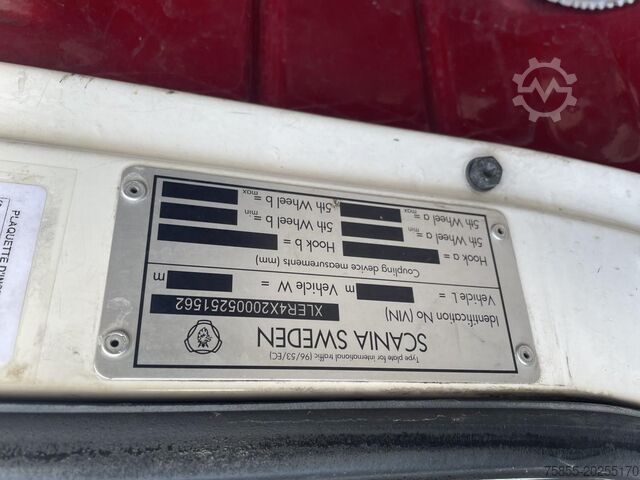 SCANIA SWEDEN
Type plate for international traffic (96/53/EC)
Identification No (VIN)
XLER4X20005251562
Vehicle L = m Vehicle W = m
Coupling device measurements (mm)
Hook a = Hook b =
5th Wheel a min = 5th Wheel b min =
5th Wheel a max = 5th Wheel b max =
75855-20255170